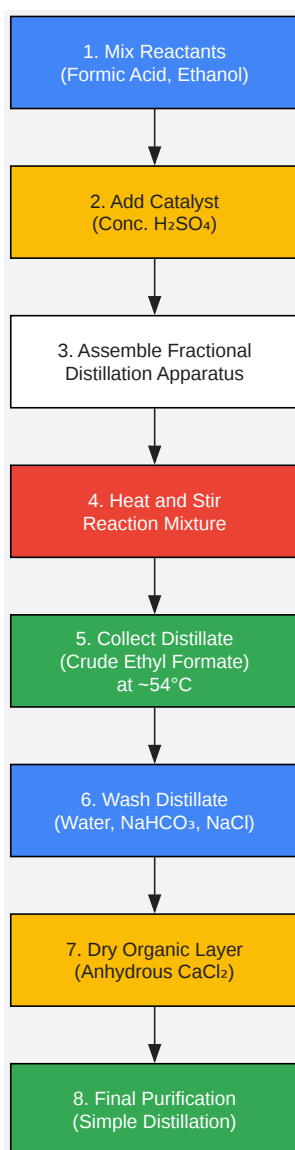 1. Mix Reactants
(Formic Acid, Ethanol)
2. Add Catalyst
(Conc. H₂SO₄)
3. Assemble Fractional
Distillation Apparatus
4. Heat and Stir
Reaction Mixture
5. Collect Distillate
(Crude Ethyl Formate)
at ~54°C
6. Wash Distillate
(Water, NaHCO₃, NaCl)
7. Dry Organic Layer
(Anhydrous CaCl₂)
8. Final Purification
(Simple Distillation)